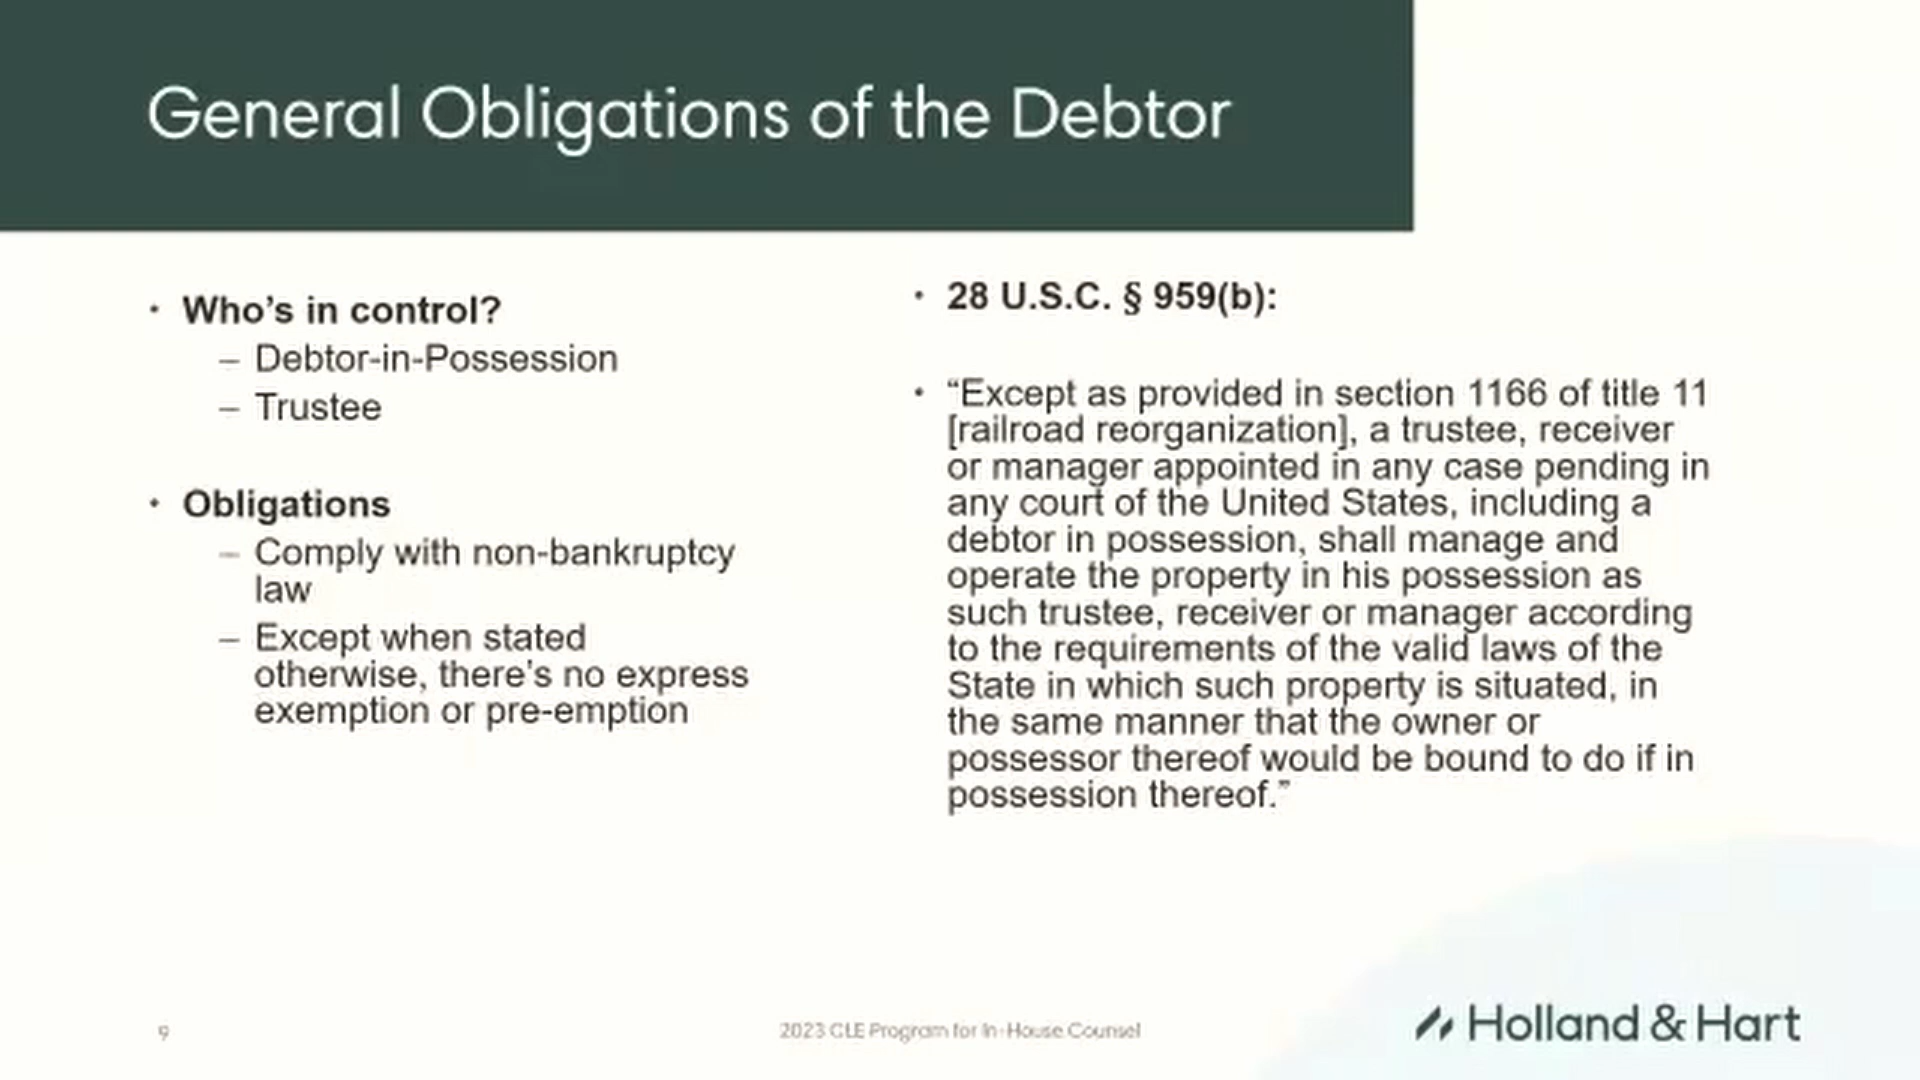 General Obligations of the Debtor
• Who’s in control?
– Debtor-in-Possession
– Trustee
• Obligations
– Comply with non-bankruptcy
law
– Except when stated
otherwise, there’s no express
exemption or pre-emption
• 28 U.S.C. § 959(b):
• “Except as provided in section 1166 of title 11
[railroad reorganization], a trustee, receiver
or manager appointed in any case pending in
any court of the United States, including a
debtor in possession, shall manage and
operate the property in his possession as
such trustee, receiver or manager according
to the requirements of the valid laws of the
State in which such property is situated, in
the same manner that the owner or
possessor thereof would be bound to do if in
possession thereof.”
9
2023 CLE Program for In-House Counsel
Holland & Hart